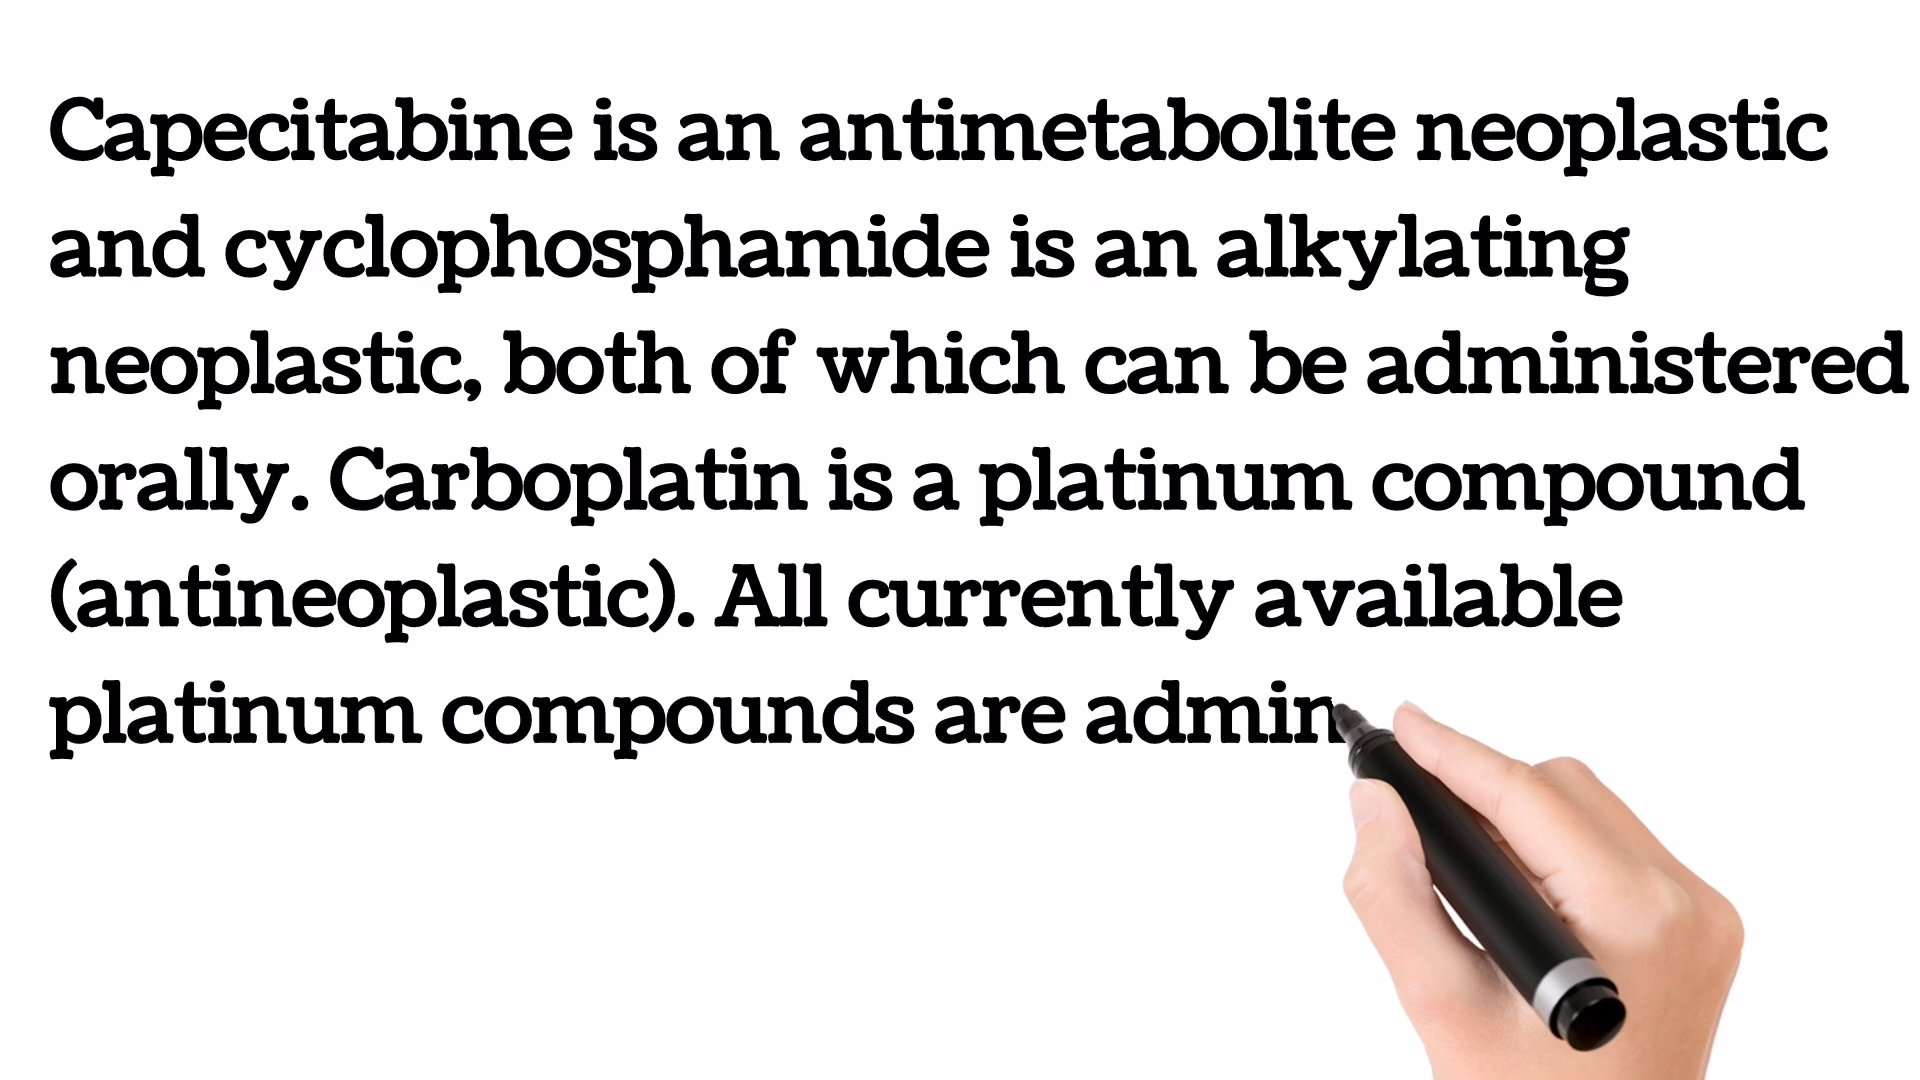 Capecitabine is an antimetabolite neoplastic
and cyclophosphamide is an alkylating
neoplastic, both of which can be administered
orally. Carboplatin is a platinum compound
(antineoplastic). All currently available
platinum compounds are admin